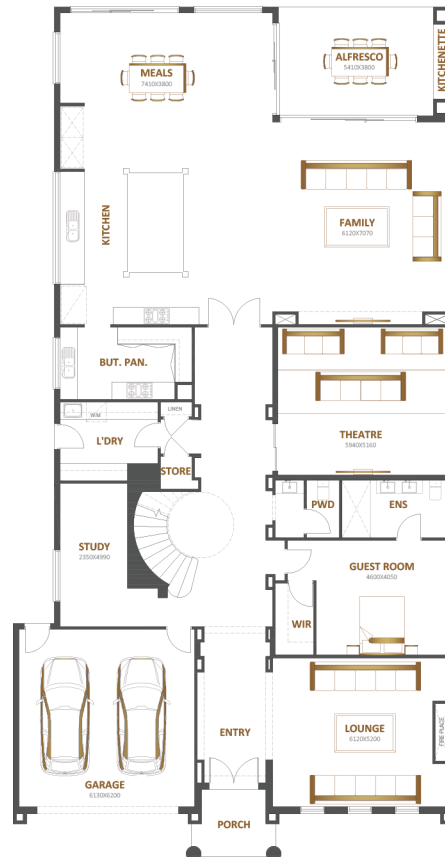 MEALS
7410X3800
ALFRESCO
5410X3800
KITCHENETTE
KITCHEN
FAMILY
6120X7070
BUT. PAN.
LINEN
W/M
L'DRY
STORE
THEATRE
5940X5160
PWD
ENS
STUDY
2350X4990
GUEST ROOM
4600X4050
WIR
ENTRY
LOUNGE
6120X5200
FIRE PLACE
GARAGE
6130X6200
PORCH